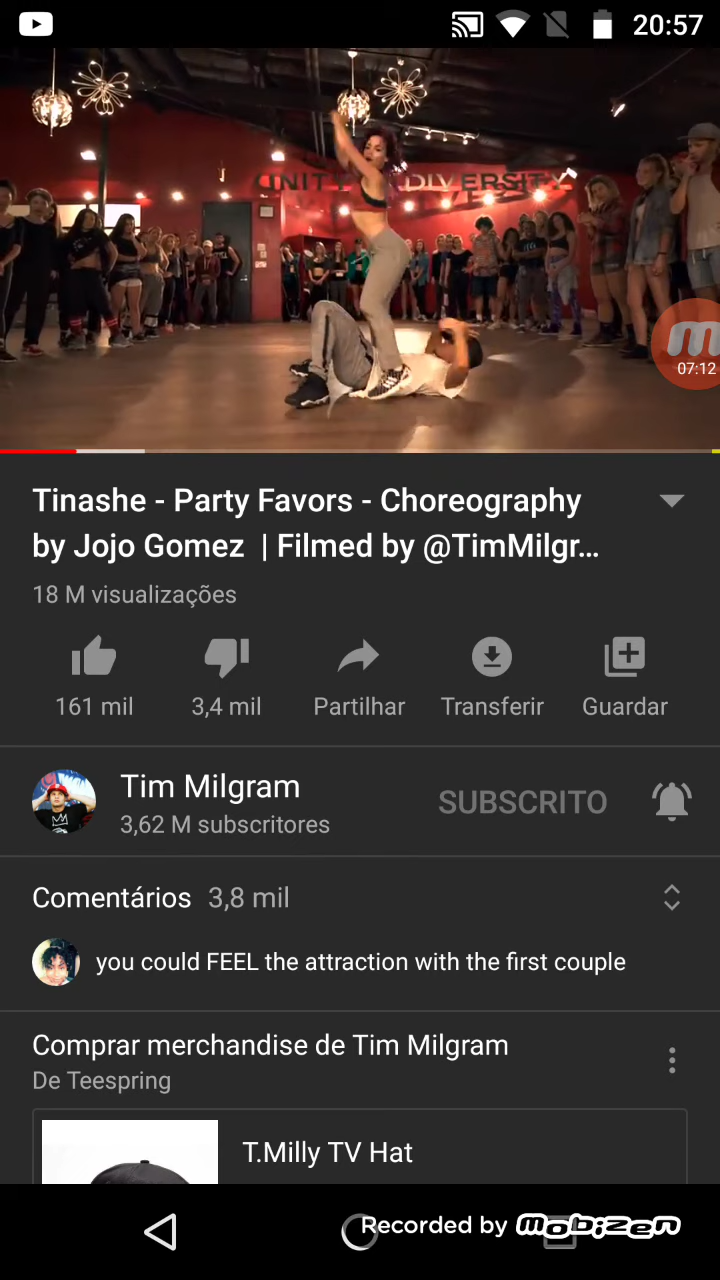 20:57
UNITY IN DIVERSITY
m
07:12
Tinashe - Party Favors - Choreography
by Jojo Gomez | Filmed by @TimMilgr...
18 M visualizações
161 mil
3,4 mil
Partilhar
Transferir
Guardar
Tim Milgram
SUBSCRITO
3,62 M subscritores
Comentários 3,8 mil
you could FEEL the attraction with the first couple
Comprar merchandise de Tim Milgram
De Teespring
T.Milly TV Hat
Recorded by mobizen